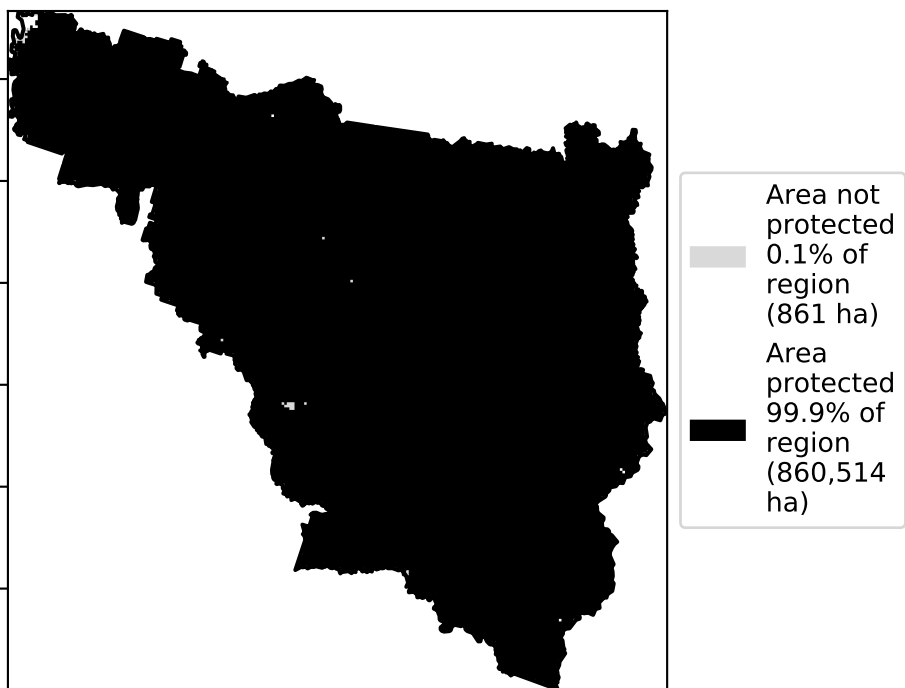 Area not
protected
0.1% of
region
(861 ha)
Area
protected
99.9% of
region
(860,514
ha)